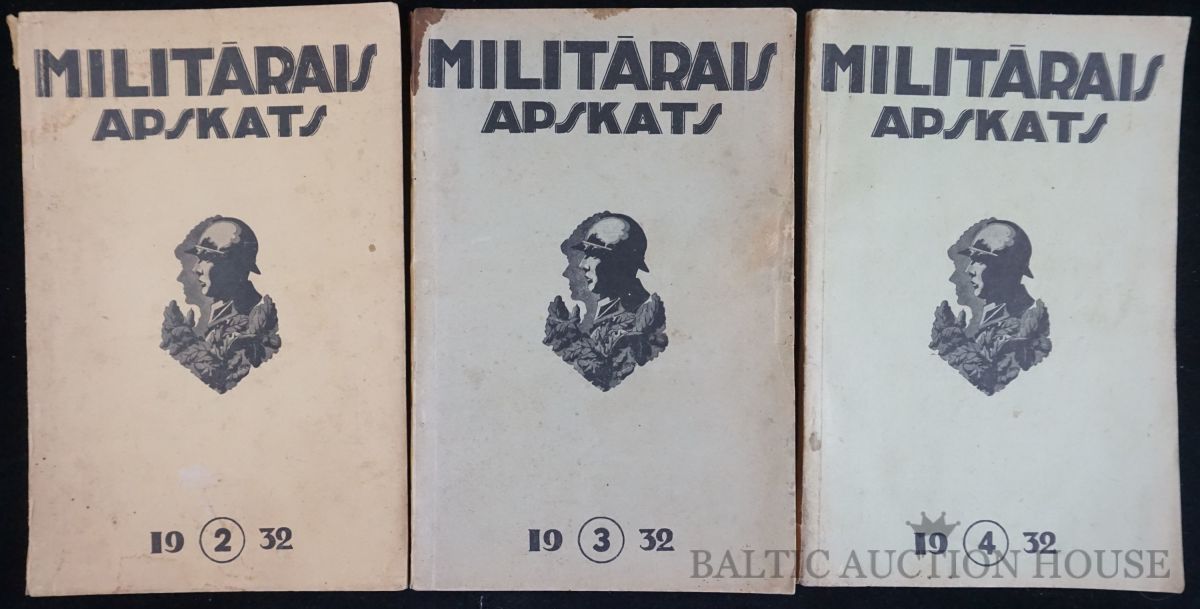 MILITĀRAIS
APSKATS
19 2 32
MILITĀRAIS
APSKATS
19 3 32
MILITĀRAIS
APSKATS
19 4 32
BALTIC AUCTION HOUSE